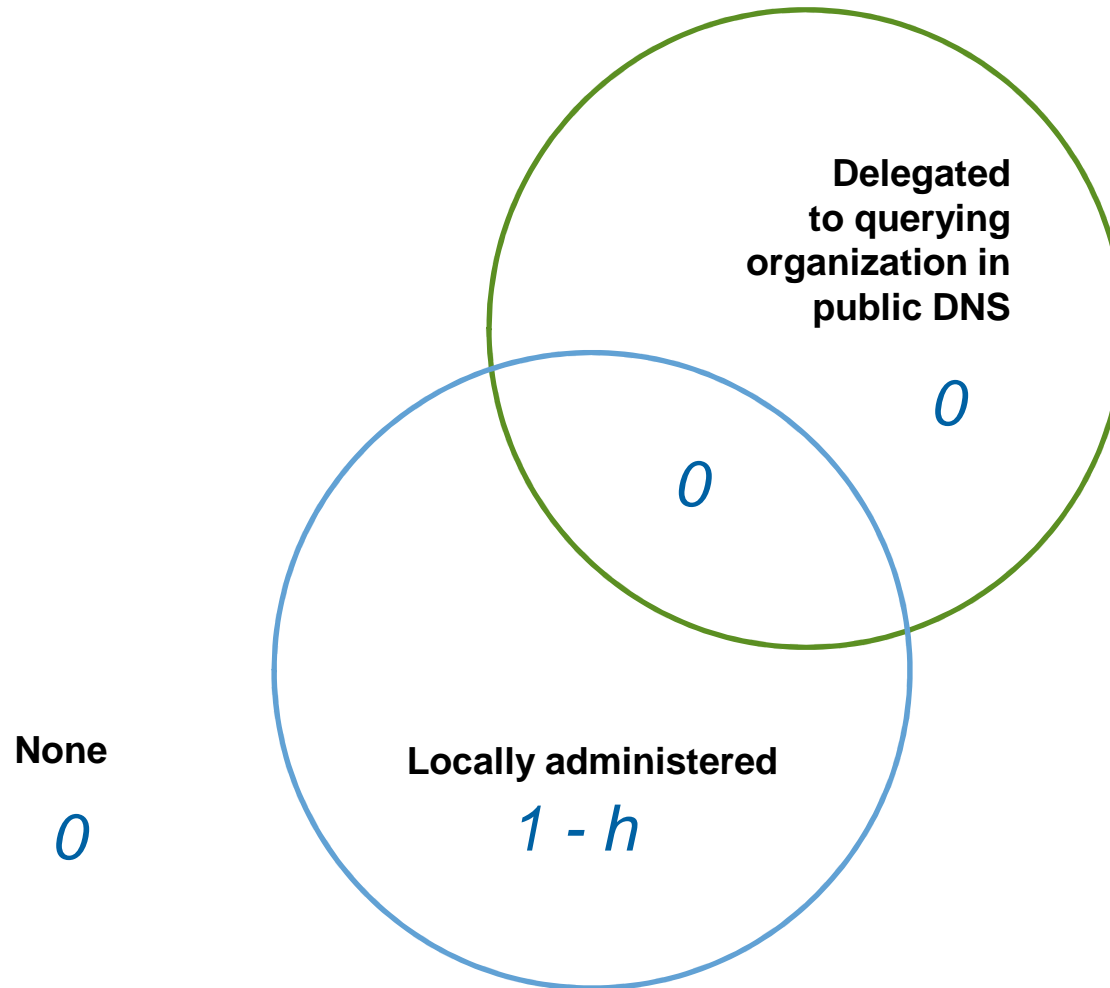 Delegated
to querying
organization in
public DNS
0
0
None
0
Locally administered
1 - h